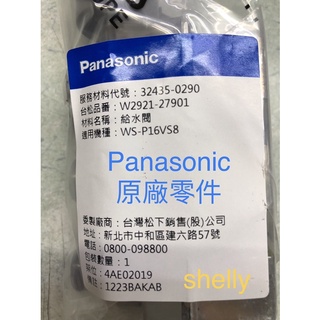 Panasonic
服務材料代號：32435-0290
台松品番：W2921-27901
材料名稱：給水閥
適用機種：WS-P16VS8
Panasonic
原廠零件
委製廠商：台灣松下銷售(股)公司
地址：新北市中和區建六路57號
電話：0800-098800
包裝數量：1
4AE02019
shelly
1223BAKAB